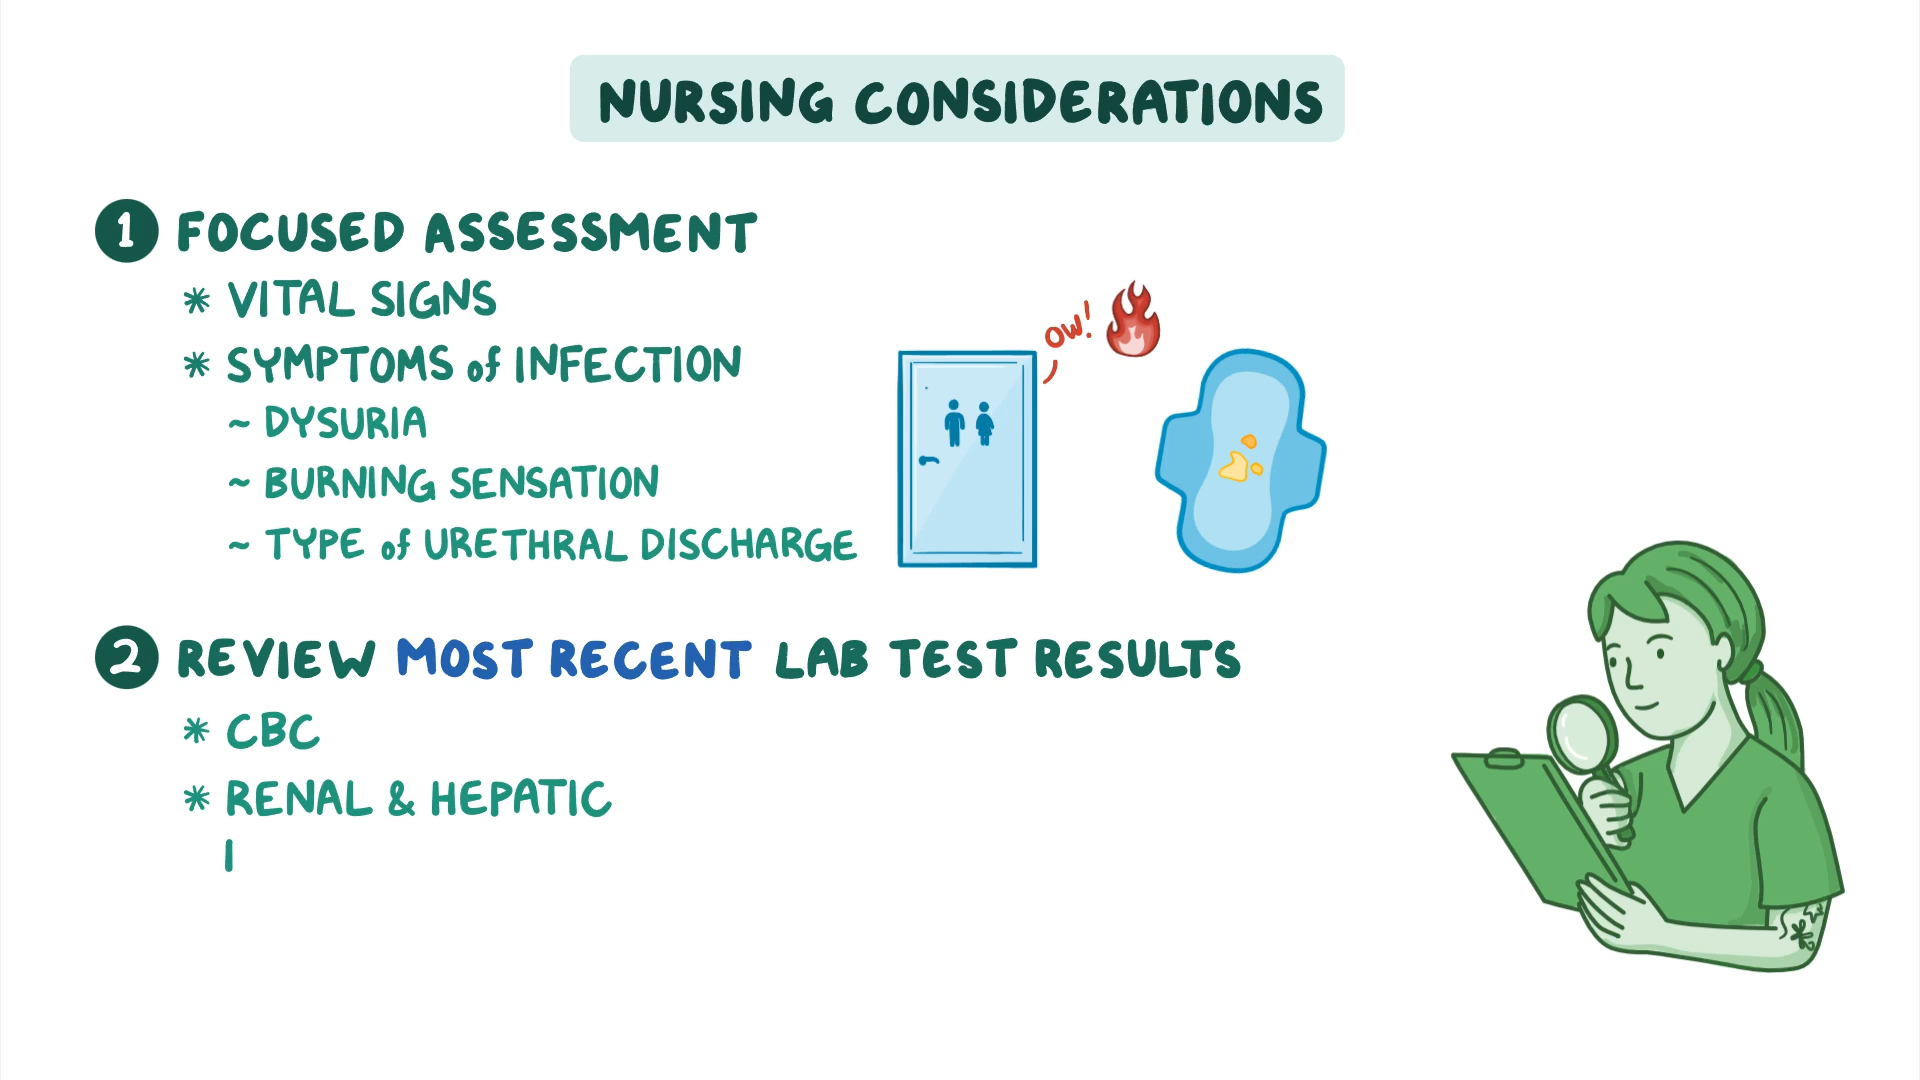 NURSING CONSIDERATIONS
1 FOCUSED ASSESSMENT
* VITAL SIGNS
* SYMPTOMS of INFECTION
~ DYSURIA
~ BURNING SENSATION
~ TYPE of URETHRAL DISCHARGE
OW!
2 REVIEW MOST RECENT LAB TEST RESULTS
* CBC
* RENAL & HEPATIC